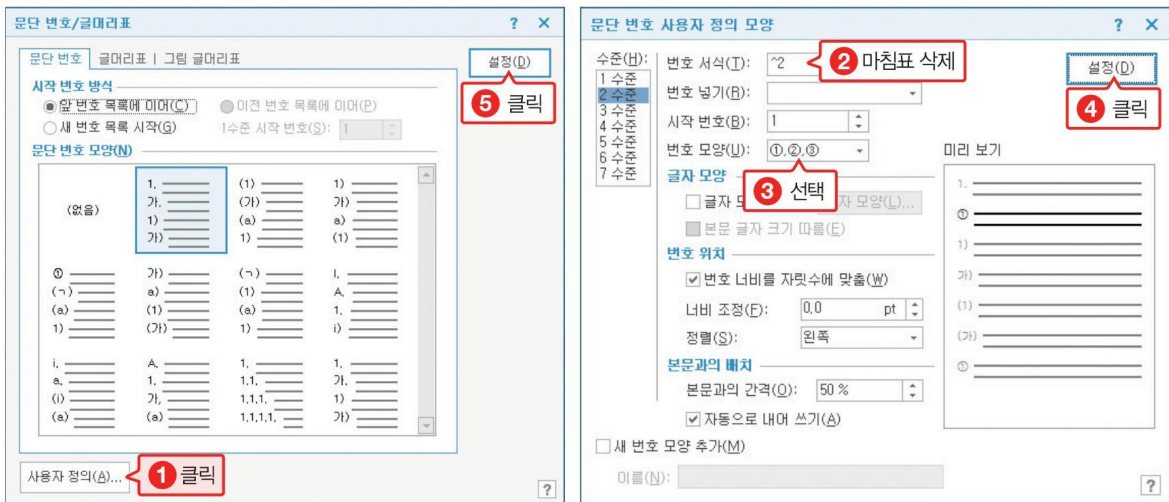 문단 번호/글머리표 ? ×
문단 번호 | 글머리표 | 그림 글머리표
설정(D)
5 클릭
시작 번호 방식
앞 번호 목록에 이어(C) 이전 번호 목록에 이어(P)
새 번호 목록 시작(G) 1수준 시작 번호(S): 1
문단 번호 모양(N)
(없음)
1.
가.
1)
가)
(1)
(가)
(a)
1)
1)
가)
a)
(1)
①
(ㄱ)
(a)
1)
가)
a)
(1)
(가)
(ㄱ)
(1)
(a)
1)
I.
A.
1.
i)
i.
a.
(i)
(a)
A.
1.
가.
(a)
1.
1.1.
1.1.1.
1.1.1.1.
1.
가.
1)
가)
사용자 정의(A)...
1 클릭
?
문단 번호 사용자 정의 모양 ? ×
수준(H):
1 수준
2 수준
3 수준
4 수준
5 수준
6 수준
7 수준
번호 서식(T): ^2
2 마침표 삭제
번호 넣기(R):
시작 번호(B): 1
번호 모양(U): ①,②,③
3 선택
설정(D)
4 클릭
글자 모양
글자 모 자 모양(L)...
본문 글자 크기 따름(E)
번호 위치
번호 너비를 자릿수에 맞춤(W)
너비 조정(F): 0.0 pt
정렬(S): 왼쪽
본문과의 배치
본문과의 간격(O): 50 %
자동으로 내어 쓰기(A)
미리 보기
1.
①
1)
가)
(1)
(가)
①
새 번호 모양 추가(M)
이름(N):
?